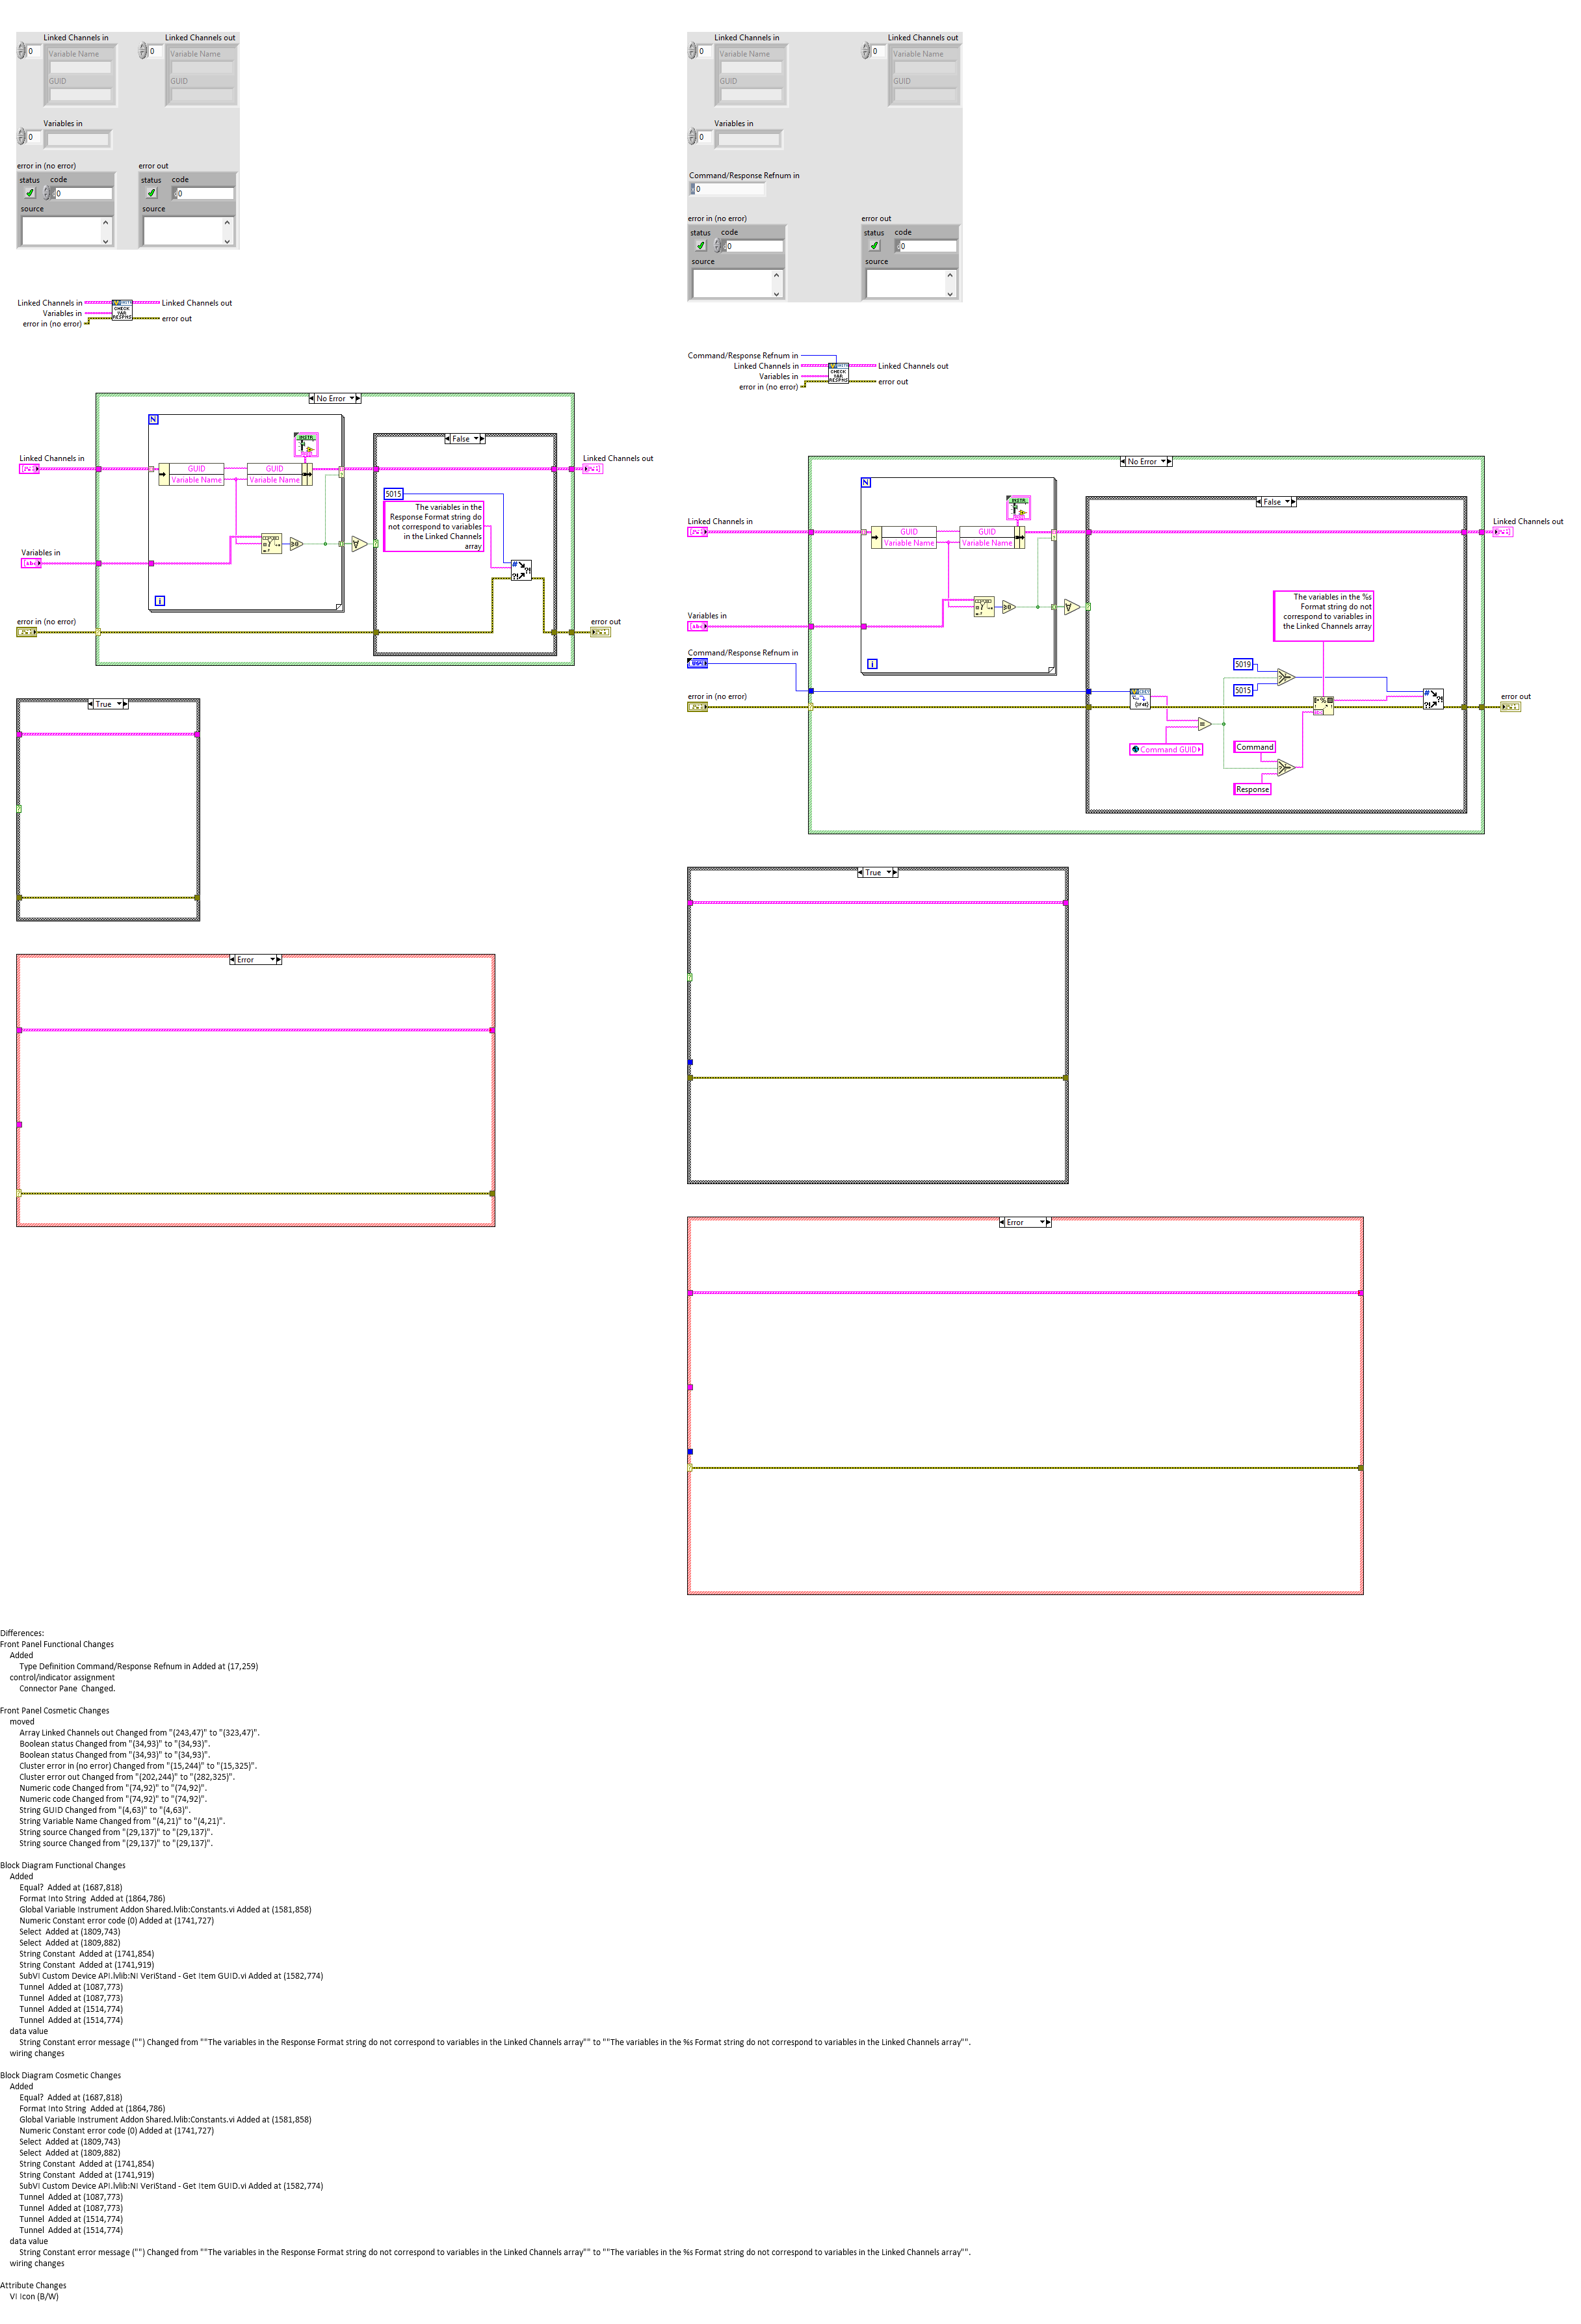 Linked Channels in
Linked Channels out
0
Variable Name
GUID
0
Variable Name
GUID
Variables in
0
error in (no error)
error out
status
code
0
source
status
code
0
source
Linked Channels in
Variables in
error in (no error)
CHECK
VAR
RESPNS
Linked Channels out
error out
No Error
N
INSTR
Linked Channels in
GUID
Variable Name
GUID
Variable Name
False
5015
The variables in the
Response Format string do
not correspond to variables
in the Linked Channels
array
Linked Channels out
Variables in
abc
i
error in (no error)
error out
True
Error
Linked Channels in
Linked Channels out
0
Variable Name
GUID
0
Variable Name
GUID
Variables in
0
Command/Response Refnum in
0
error in (no error)
error out
status
code
0
source
status
code
0
source
Command/Response Refnum in
Linked Channels in
Variables in
error in (no error)
CHECK
VAR
RESPNS
Linked Channels out
error out
No Error
N
INSTR
Linked Channels in
GUID
Variable Name
GUID
Variable Name
False
Linked Channels out
The variables in the %s
Format string do not
correspond to variables in
the Linked Channels array
Variables in
abc
Command/Response Refnum in
i
5019
5015
error in (no error)
error out
Command GUID
Command
Response
True
Error
Differences:
Front Panel Functional Changes
Added
Type Definition Command/Response Refnum in Added at (17,259)
control/indicator assignment
Connector Pane  Changed.
Front Panel Cosmetic Changes
moved
Array Linked Channels out Changed from "(243,47)" to "(323,47)".
Boolean status Changed from "(34,93)" to "(34,93)".
Boolean status Changed from "(34,93)" to "(34,93)".
Cluster error in (no error) Changed from "(15,244)" to "(15,325)".
Cluster error out Changed from "(202,244)" to "(282,325)".
Numeric code Changed from "(74,92)" to "(74,92)".
Numeric code Changed from "(74,92)" to "(74,92)".
String GUID Changed from "(4,63)" to "(4,63)".
String Variable Name Changed from "(4,21)" to "(4,21)".
String source Changed from "(29,137)" to "(29,137)".
String source Changed from "(29,137)" to "(29,137)".
Block Diagram Functional Changes
Added
Equal?  Added at (1687,818)
Format Into String  Added at (1864,786)
Global Variable Instrument Addon Shared.lvlib:Constants.vi Added at (1581,858)
Numeric Constant error code (0) Added at (1741,727)
Select  Added at (1809,743)
Select  Added at (1809,882)
String Constant  Added at (1741,854)
String Constant  Added at (1741,919)
SubVI Custom Device API.lvlib:NI VeriStand - Get Item GUID.vi Added at (1582,774)
Tunnel  Added at (1087,773)
Tunnel  Added at (1087,773)
Tunnel  Added at (1514,774)
Tunnel  Added at (1514,774)
data value
String Constant error message ("") Changed from ""The variables in the Response Format string do not correspond to variables in the Linked Channels array"" to ""The variables in the %s Format string do not correspond to variables in the Linked Channels array"".
wiring changes
Block Diagram Cosmetic Changes
Added
Equal?  Added at (1687,818)
Format Into String  Added at (1864,786)
Global Variable Instrument Addon Shared.lvlib:Constants.vi Added at (1581,858)
Numeric Constant error code (0) Added at (1741,727)
Select  Added at (1809,743)
Select  Added at (1809,882)
String Constant  Added at (1741,854)
String Constant  Added at (1741,919)
SubVI Custom Device API.lvlib:NI VeriStand - Get Item GUID.vi Added at (1582,774)
Tunnel  Added at (1087,773)
Tunnel  Added at (1087,773)
Tunnel  Added at (1514,774)
Tunnel  Added at (1514,774)
data value
String Constant error message ("") Changed from ""The variables in the Response Format string do not correspond to variables in the Linked Channels array"" to ""The variables in the %s Format string do not correspond to variables in the Linked Channels array"".
wiring changes
Attribute Changes
VI Icon (B/W)